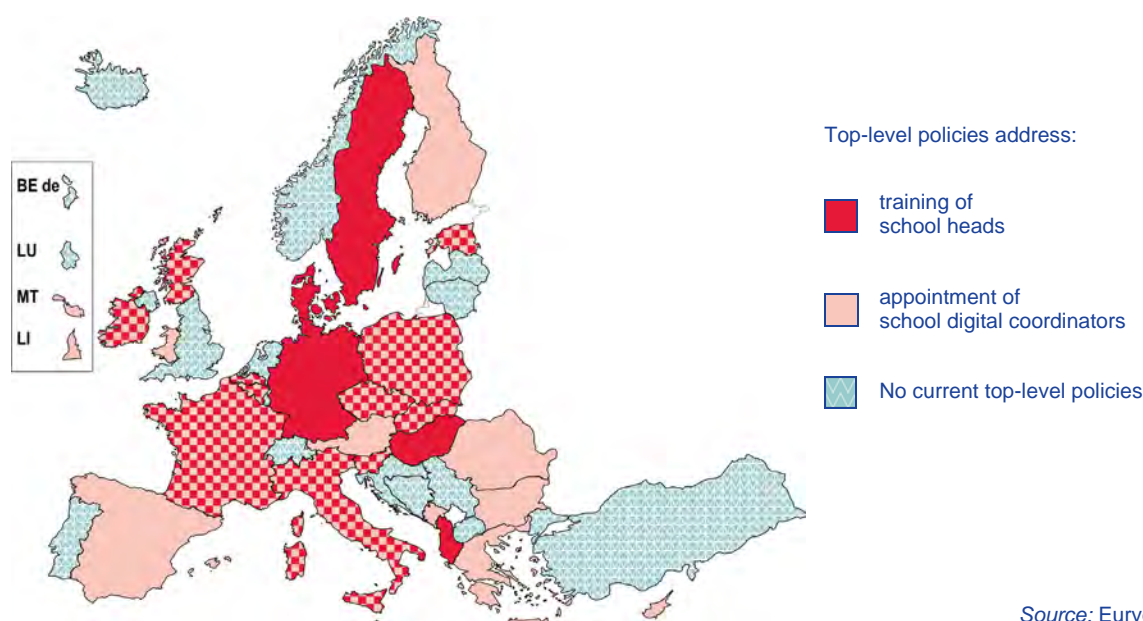 Top-level policies address:
BE de
training of
school heads
LU
MT
appointment of
school digital coordinators
LI
No current top-level policies
Source: